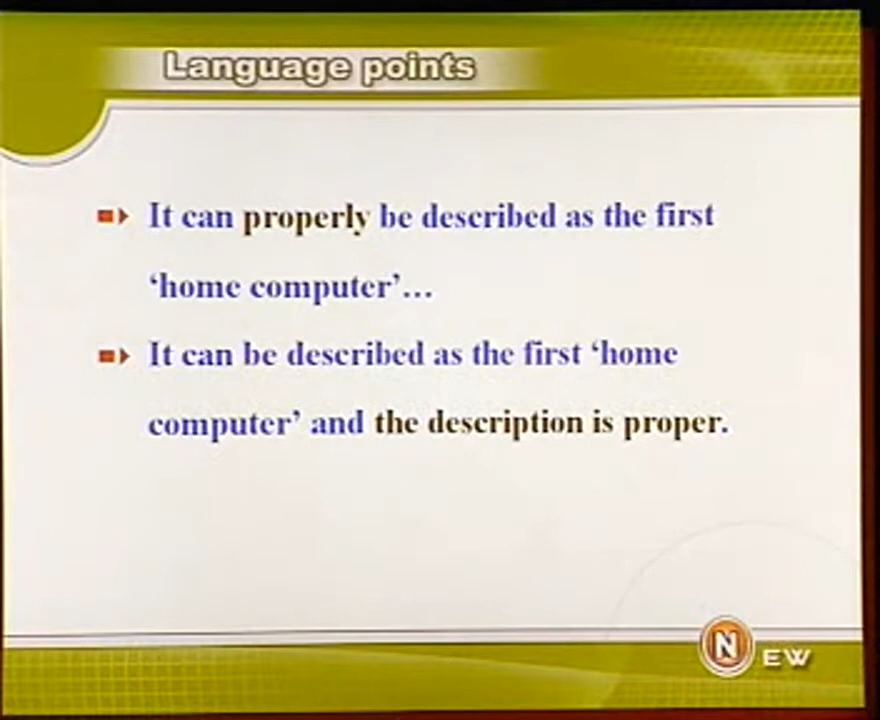 Language points
It can properly be described as the first
‘home computer’…
It can be described as the first ‘home
computer’ and the description is proper.
N EW